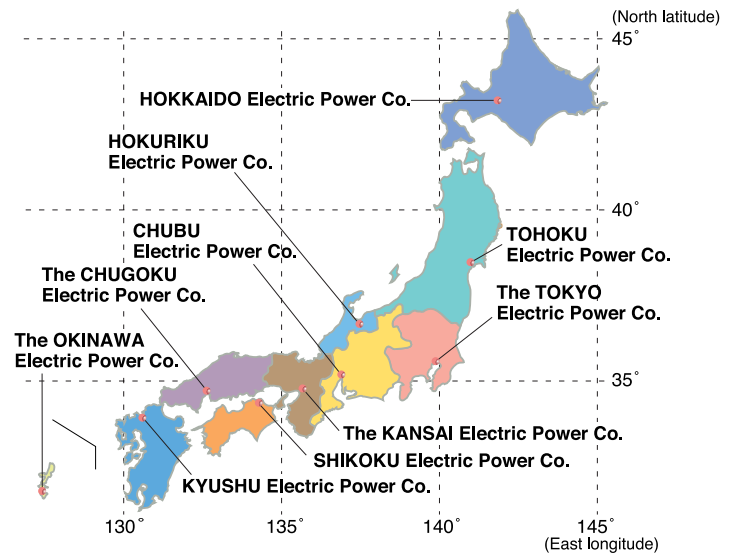 (North latitude)
45°
HOKKAIDO Electric Power Co.
HOKURIKU
Electric Power Co.
40°
CHUBU
Electric Power Co.
TOHOKU
Electric Power Co.
The CHUGOKU
Electric Power Co.
The TOKYO
Electric Power Co.
The OKINAWA
Electric Power Co.
35°
The KANSAI Electric Power Co.
SHIKOKU Electric Power Co.
KYUSHU Electric Power Co.
130°
135°
140°
145°
(East longitude)